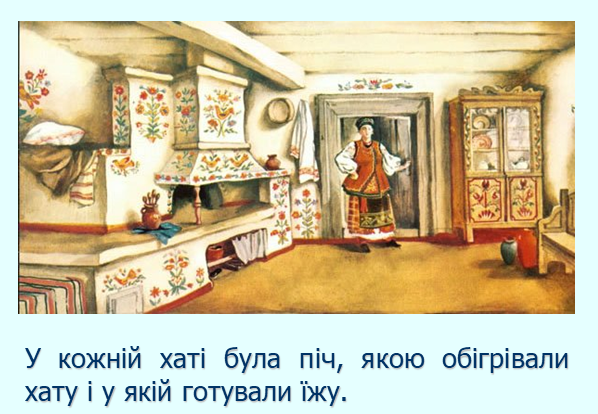 У кожній хаті була піч, якою обігрівали
хату і у якій готували їжу.